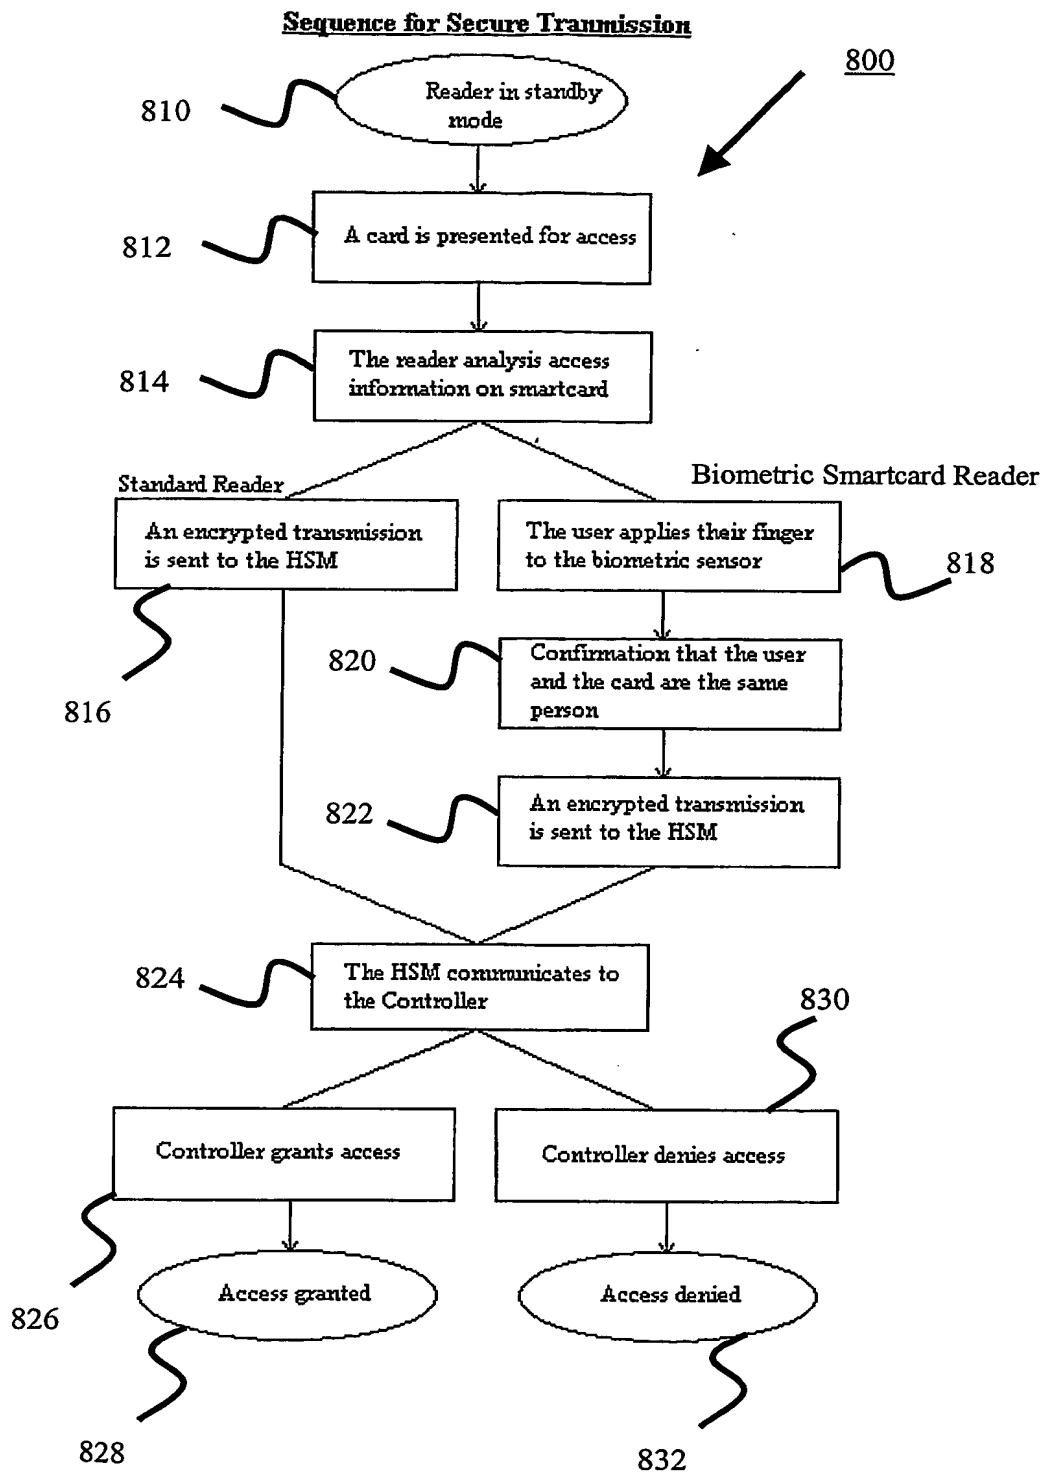 Sequence for Secure Tranmission
800
810
Reader in standby
mode
812
A card is presented for access
814
The reader analysis access
information on smartcard
Standard Reader
Biometric Smartcard Reader
An encrypted transmission
is sent to the HSM
The user applies their finger
to the biometric sensor
818
816
820
Confirmation that the user
and the card are the same
person
822
An encrypted transmission
is sent to the HSM
824
The HSM communicates to
the Controller
830
Controller grants access
Controller denies access
826
Access granted
Access denied
828
832